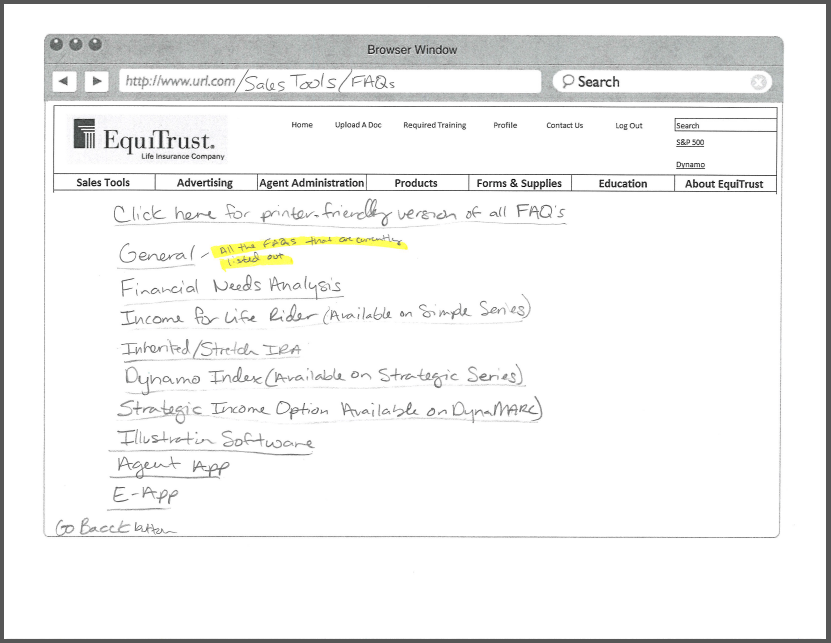 Browser Window
http://www.url.com/Sales Tools/FAQs
Search
EquiTrust.
Life Insurance Company
Home Upload A Doc Required Training Profile Contact Us Log Out
Search
S&P 500
Dynamo
Sales Tools Advertising Agent Administration Products Forms & Supplies Education About EquiTrust
Click here for printer-friendly version of all FAQ's
General - All the FAQs that are currently
listed out
Financial Needs Analysis
Income for Life Rider (Available on Simple Series)
Inherited/Stretch IRA
Dynamo Index (Available on Strategic Series)
Strategic Income Option Available on DynaMARC)
Illustration Software
Agent App
E-App
Go Back button